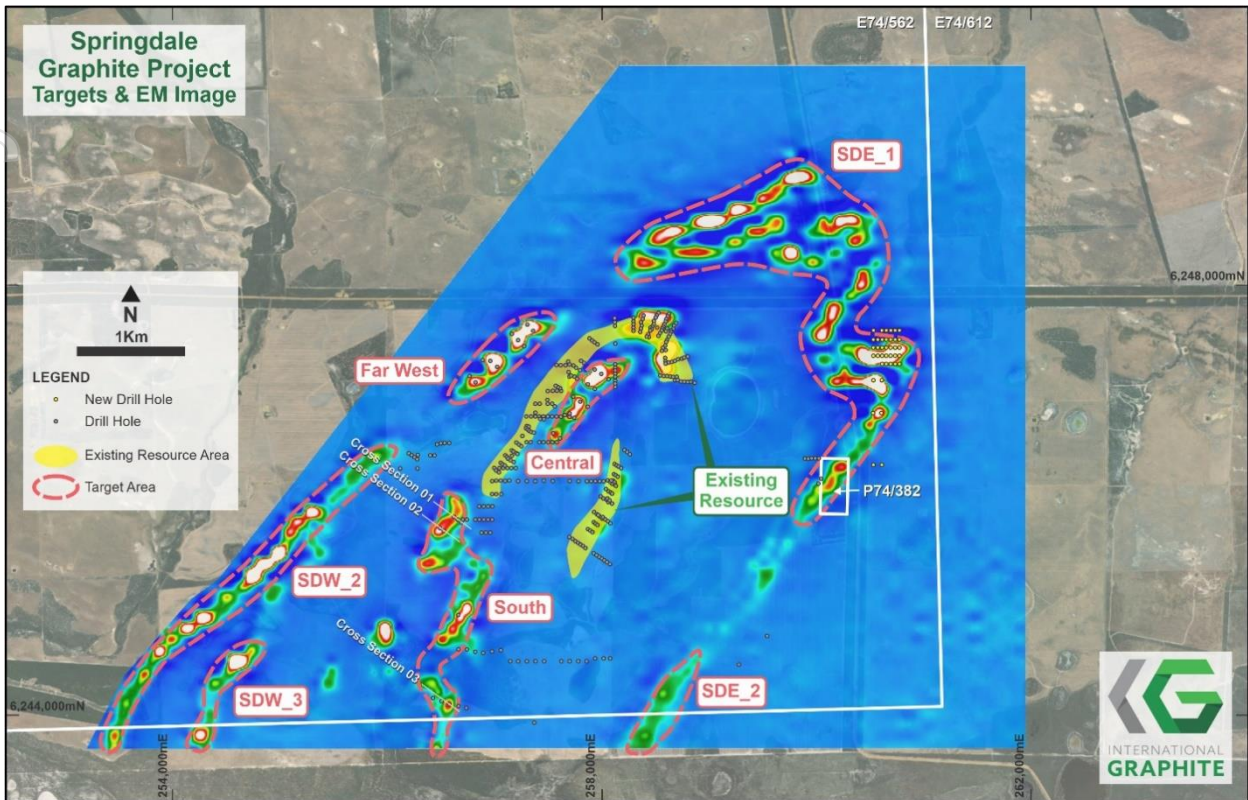 Springdale
Graphite Project
Targets & EM Image
E74/562
E74/612
SDE_1
6,248,000mN
N
1Km
LEGEND
New Drill Hole
Drill Hole
Existing Resource Area
Target Area
Far West
Central
Cross Section 01
Cross Section 02
Existing
Resource
P74/382
SDW_2
South
Cross Section 03
SDW_3
SDE_2
6,244,000mN
254,000mE
258,000mE
262,000mE
INTERNATIONAL
GRAPHITE